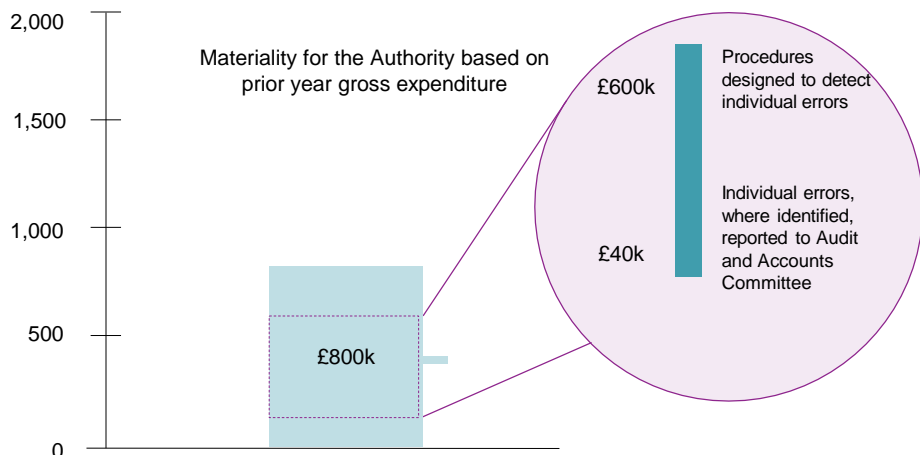 2,000
Materiality for the Authority based on
prior year gross expenditure
1,500
1,000
500
0
£800k
£600k
Procedures
designed to detect
individual errors
£40k
Individual errors,
where identified,
reported to Audit
and Accounts
Committee